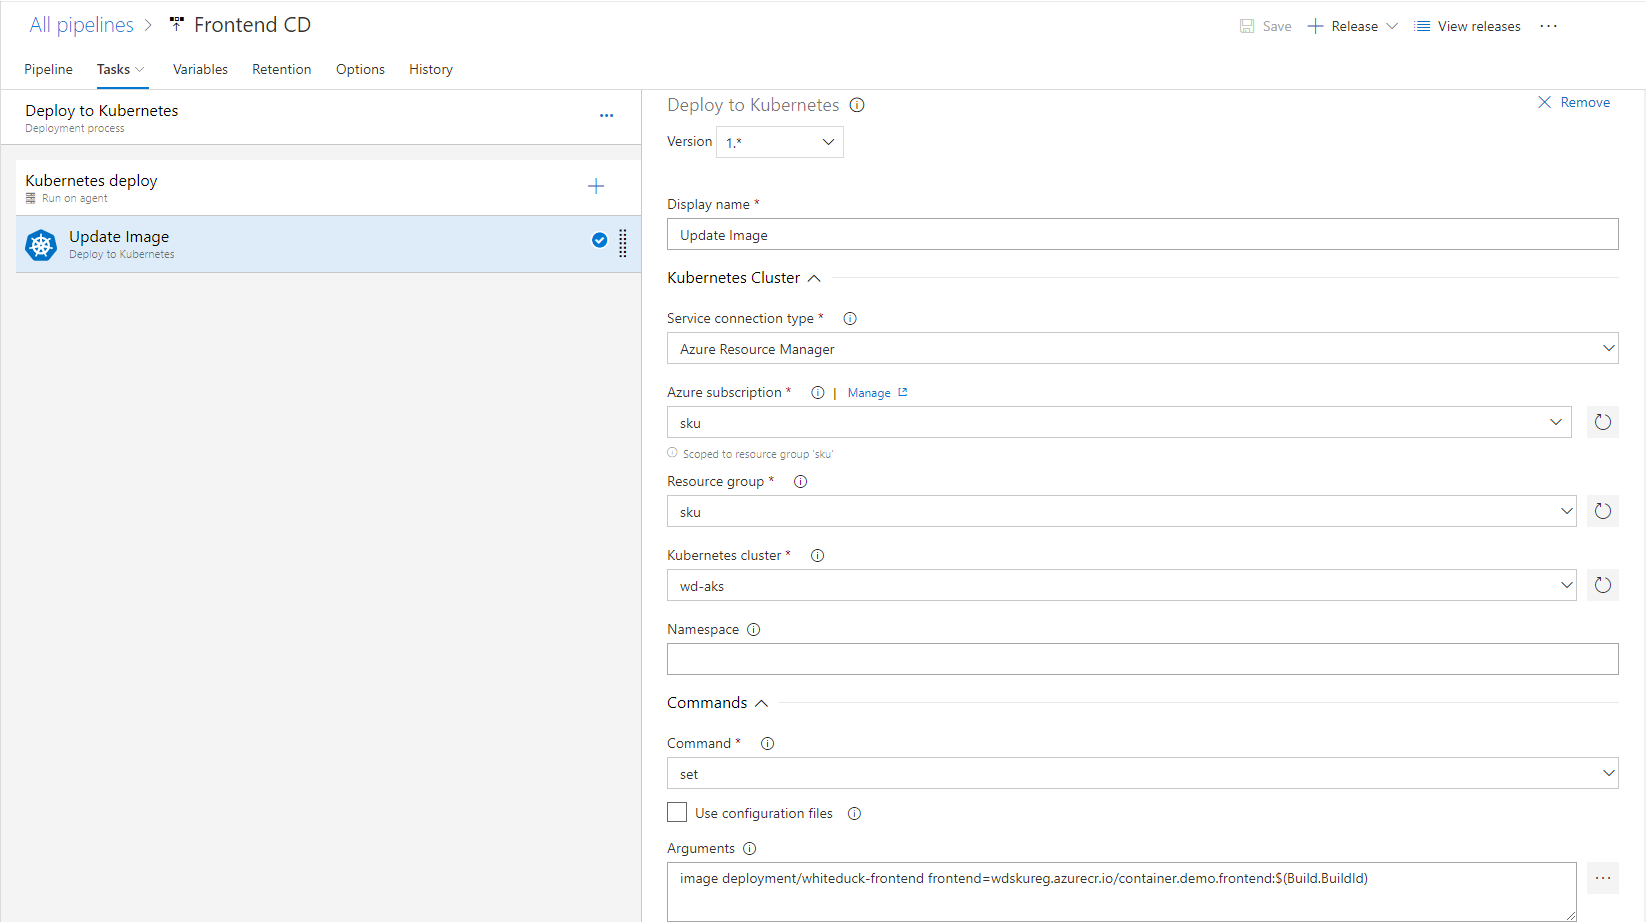 All pipelines > Frontend CD
Save Release View releases ...
Pipeline Tasks Variables Retention Options History
Deploy to Kubernetes
Deployment process
...
Kubernetes deploy
Run on agent
Update Image
Deploy to Kubernetes
Deploy to Kubernetes
Remove
Version 1.*
Display name *
Update Image
Kubernetes Cluster
Service connection type *
Azure Resource Manager
Azure subscription * | Manage
sku
Scoped to resource group 'sku'
Resource group *
sku
Kubernetes cluster *
wd-aks
Namespace
Commands
Command *
set
Use configuration files
Arguments
image deployment/whiteduck-frontend frontend=wdskureg.azurecr.io/container.demo.frontend:$(Build.BuildId)
...